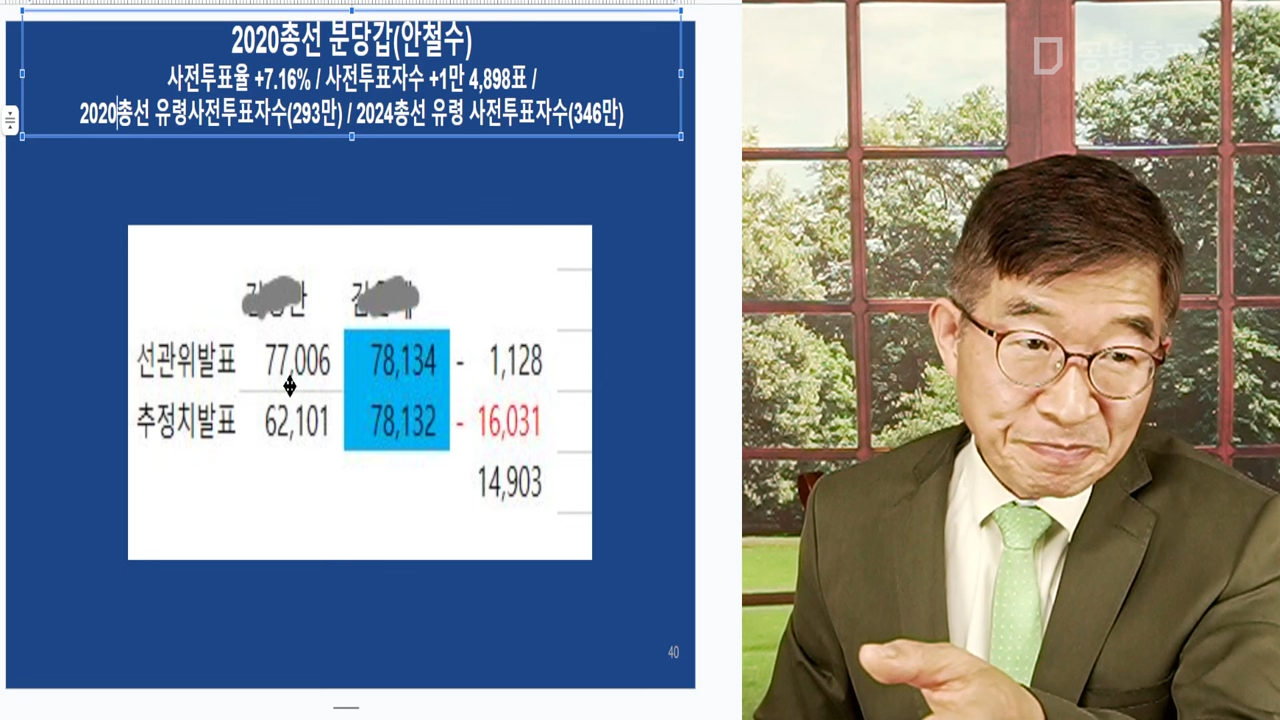 2020총선 분당갑(안철수)
사전투표율 +7.16% / 사전투표자수 +1만 4,898표 /
2020총선 유령사전투표자수(293만) / 2024총선 유령 사전투표자수(346만)
선관위발표 77,006 78,134 - 1,128
추정치발표 62,101 78,132 - 16,031
14,903
40